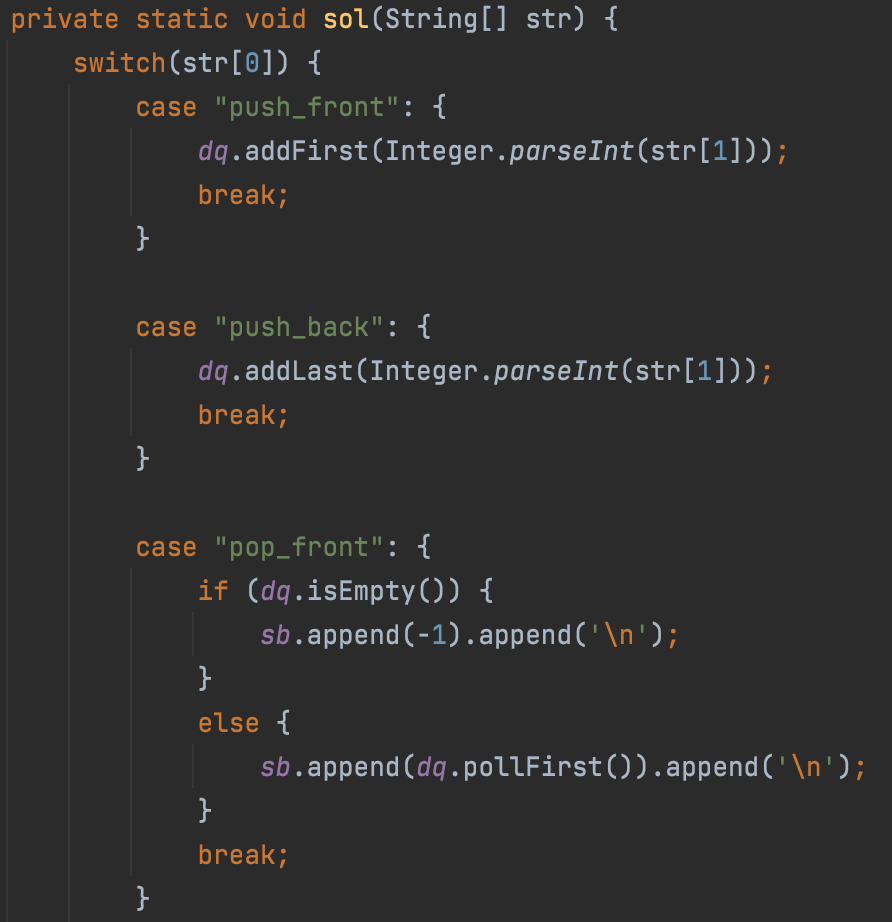 private static void sol(String[] str) {
    switch(str[0]) {
        case "push_front": {
            dq.addFirst(Integer.parseInt(str[1]));
            break;
        }

        case "push_back": {
            dq.addLast(Integer.parseInt(str[1]));
            break;
        }

        case "pop_front": {
            if (dq.isEmpty()) {
                sb.append(-1).append('\n');
            }
            else {
                sb.append(dq.pollFirst()).append('\n');
            }
            break;
        }